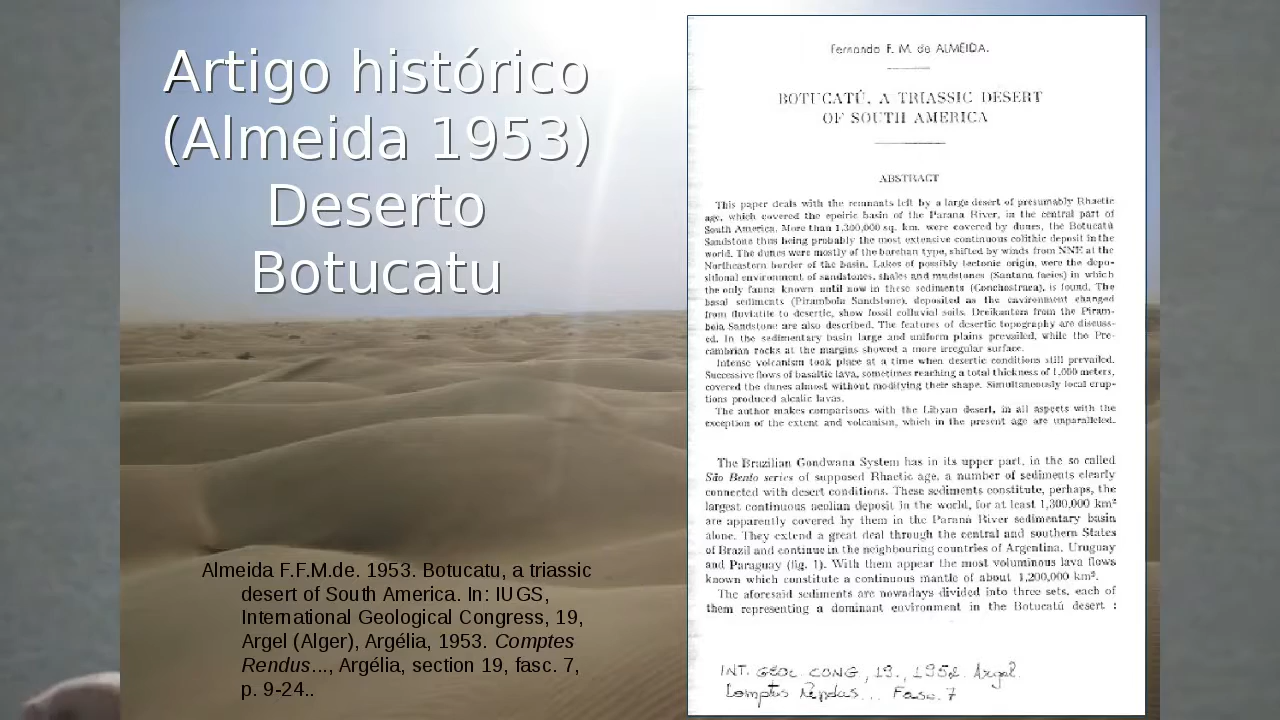 Artigo histórico
(Almeida 1953)
Deserto
Botucatu
Almeida F.F.M.de. 1953. Botucatu, a triassic
desert of South America. In: IUGS,
International Geological Congress, 19,
Argel (Alger), Argélia, 1953. Comptes
Rendus..., Argélia, section 19, fasc. 7,
p. 9-24..
Fernando F. M. de ALMEIDA.
BOTUCATÚ, A TRIASSIC DESERT
OF SOUTH AMERICA
ABSTRACT
This paper deals with the remnants left by a large desert of presumably Rhaetic
age, which covered the epeiric basin of the Parana River, in the central part of
South America. More than 1,300,000 sq. km. were covered by dunes, the Botucatú
Sandstone thus being probably the most extensive continuous eolithic deposit in the
world. The dunes were mostly of the barchan type, shifted by winds from NNE at the
Northeastern border of the basin. Lakes of possibly tectonic origin, were the depo-
sitional environment of sandstones, shales and mudstones (Santana facies) in which
the only fauna known until now in these sediments (Conchostraca), is found. The
basal sediments (Piramboia Sandstone), deposited as the environment changed
from fluviatile to desertic, show fossil colluvial soils. Dreikanters from the Piram-
boia Sandstone are also described. The features of desertic topography are discuss-
ed. In the sedimentary basin large and uniform plains prevailed, while the Pre-
cambrian rocks at the margins showed a more irregular surface.
Intense volcanism took place at a time when desertic conditions still prevailed.
Successive flows of basaltic lava, sometimes reaching a total thickness of 1.000 meters,
covered the dunes almost without modifying their shape. Simultaneously local erup-
tions produced alcalic lavas.
The author makes comparisons with the Libyan desert, in all aspects with the
exception of the extent and volcanism, which in the present age are unparalleled.
The Brazilian Gondwana System has in its upper part, in the so called
São Bento series of supposed Rhaetic age, a number of sediments clearly
connected with desert conditions. These sediments constitute, perhaps, the
largest continuous aeolian deposit in the world, for at least 1,300,000 km²
are apparently covered by them in the Paraná River sedimentary basin
alone. They extend a great deal through the central and southern States
of Brazil and continue in the neighbouring countries of Argentina, Uruguay
and Paraguay (fig. 1). With them appear the most voluminous lava flows
known which constitute a continuous mantle of about 1,200,000 km².
The aforesaid sediments are nowadays divided into three sets, each of
them representing a dominant environment in the Botucatú desert :
INT. GEOL CONG, 19., 1952. Argel.
Comptes Rendus... Fasc. 7